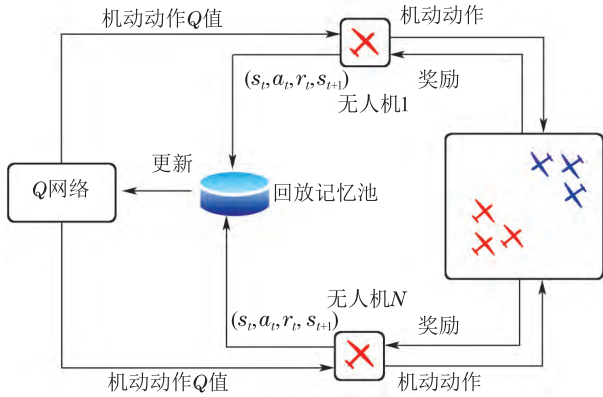 机动动作Q值
机动动作
(s_t, a_t, r_t, s_{t+1})
奖励
无人机1
更新
Q网络
回放记忆池
无人机N
(s_t, a_t, r_t, s_{t+1})
奖励
机动动作Q值
机动动作